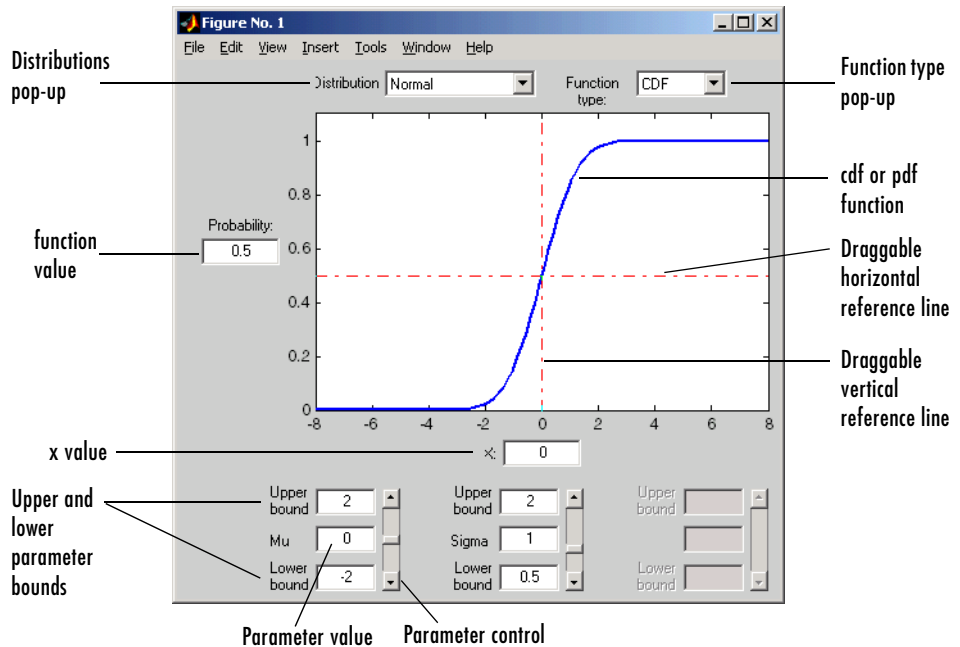 Figure No. 1
File Edit View Insert Tools Window Help
Distributions
pop-up
Distribution Normal
Function
type:
CDF
Function type
pop-up
1
0.8
0.6
0.4
0.2
0
-8 -6 -4 -2 0 2 4 6 8
Probability:
0.5
function
value
cdf or pdf
function
Draggable
horizontal
reference line
Draggable
vertical
reference line
x value
X: 0
Upper and
lower
parameter
bounds
Upper
bound
2
Mu 0
Lower
bound
-2
Upper
bound
2
Sigma 1
Lower
bound
0.5
Upper
bound
Lower
bound
Parameter value
Parameter control